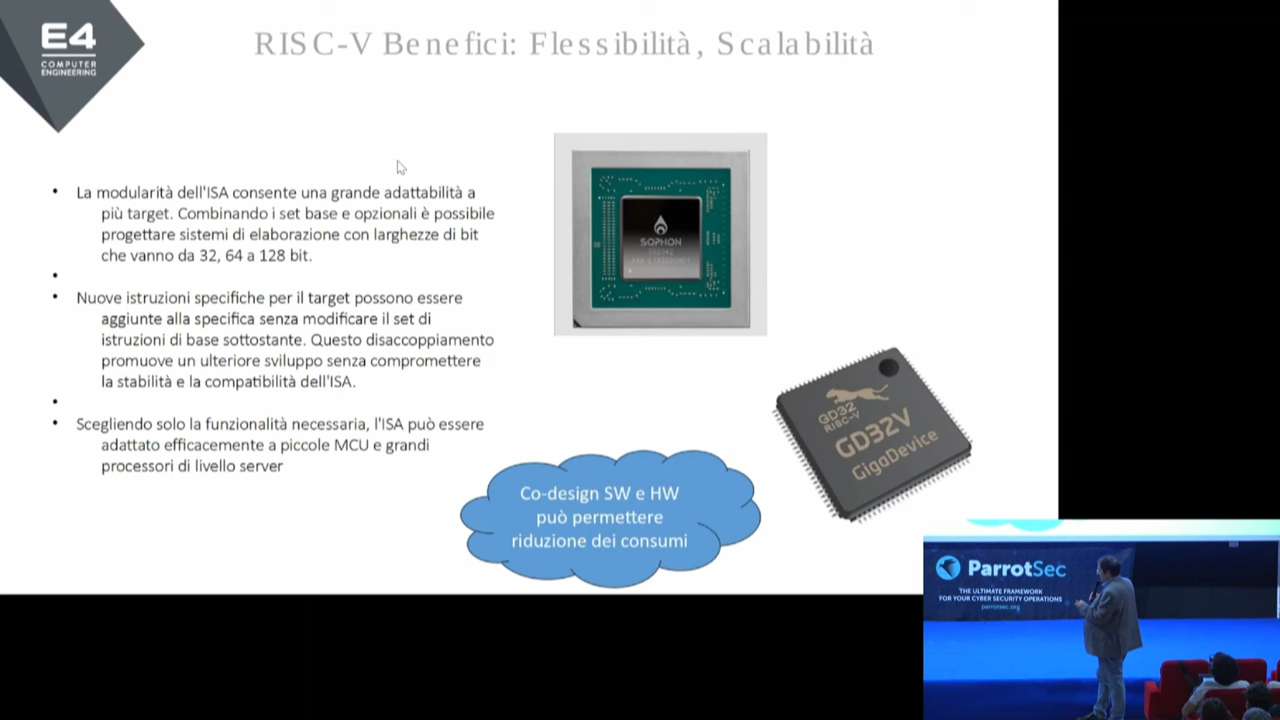 E4
COMPUTER
ENGINEERING
RISC-V Benefici: Flessibilità, Scalabilità
• La modularità dell'ISA consente una grande adattabilità a
più target. Combinando i set base e opzionali è possibile
progettare sistemi di elaborazione con larghezze di bit
che vanno da 32, 64 a 128 bit.
•
• Nuove istruzioni specifiche per il target possono essere
aggiunte alla specifica senza modificare il set di
istruzioni di base sottostante. Questo disaccoppiamento
promuove un ulteriore sviluppo senza compromettere
la stabilità e la compatibilità dell'ISA.
•
• Scegliendo solo la funzionalità necessaria, l'ISA può essere
adattato efficacemente a piccole MCU e grandi
processori di livello server
SOPHON
GD32
RISC-V
GD32V
GigaDevice
Co-design SW e HW
può permettere
riduzione dei consumi
ParrotSec
THE ULTIMATE FRAMEWORK
FOR YOUR CYBER SECURITY OPERATIONS
parrotsec.org